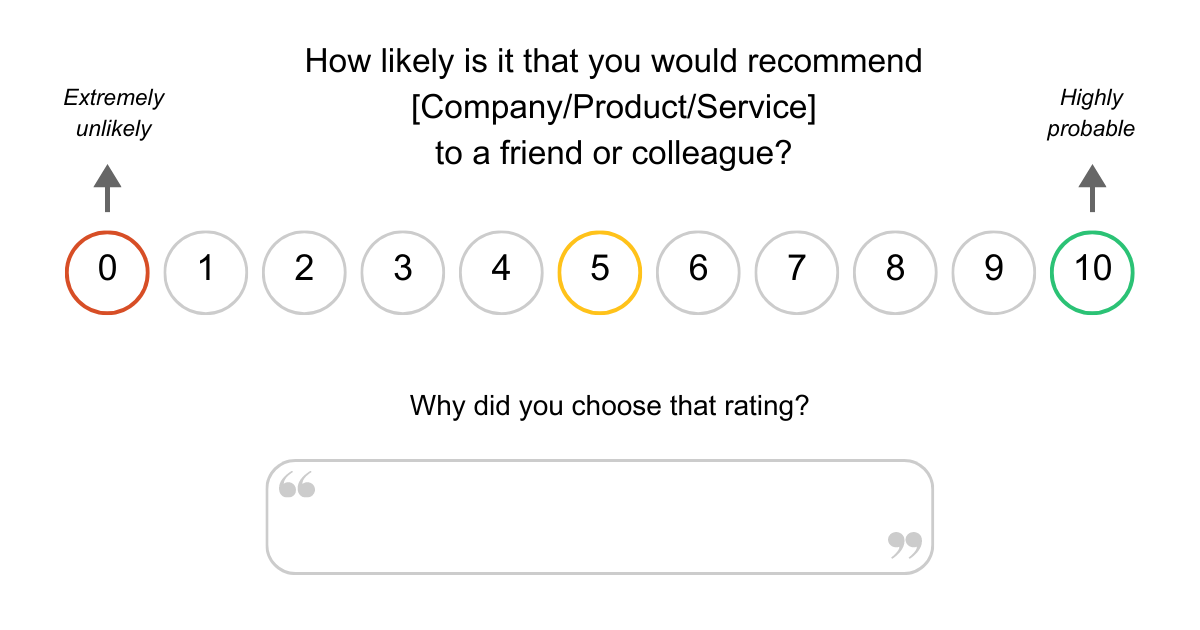 How likely is it that you would recommend
[Company/Product/Service]
to a friend or colleague?
Extremely
unlikely
Highly
probable
0 1 2 3 4 5 6 7 8 9 10
Why did you choose that rating?
“
”